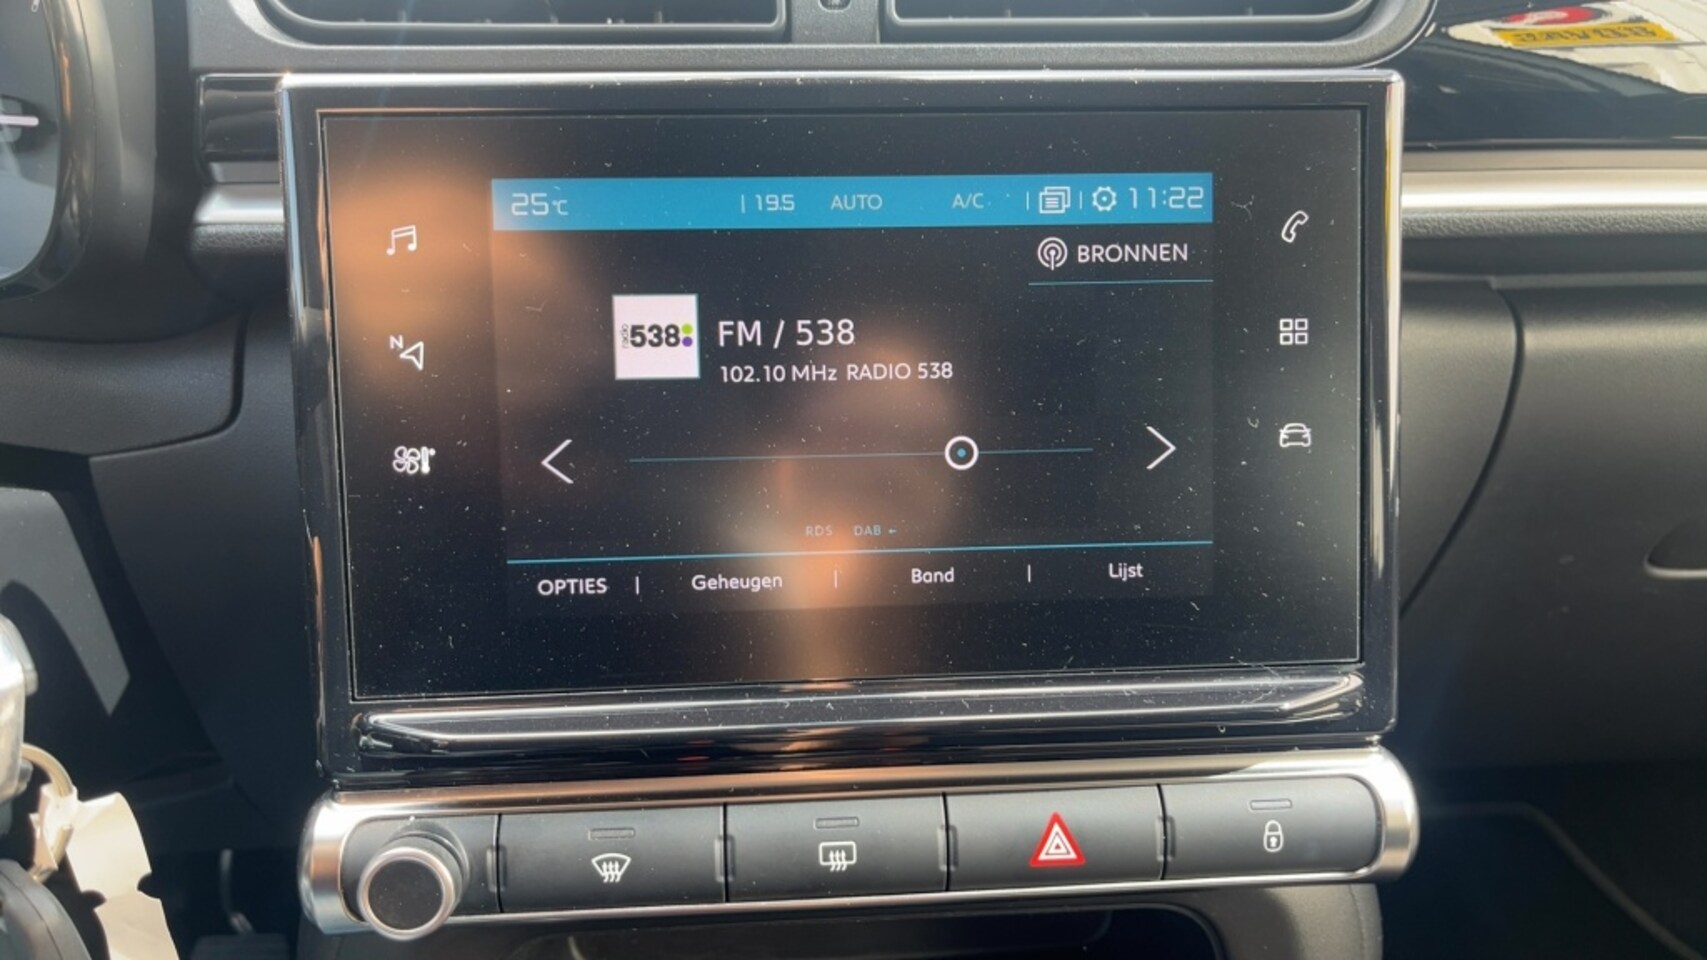 25°C | 19.5 AUTO A/C | | 11:22
BRONNEN
radio 538
FM / 538
102.10 MHz RADIO 538
N
RDS DAB
OPTIES | Geheugen | Band | Lijst